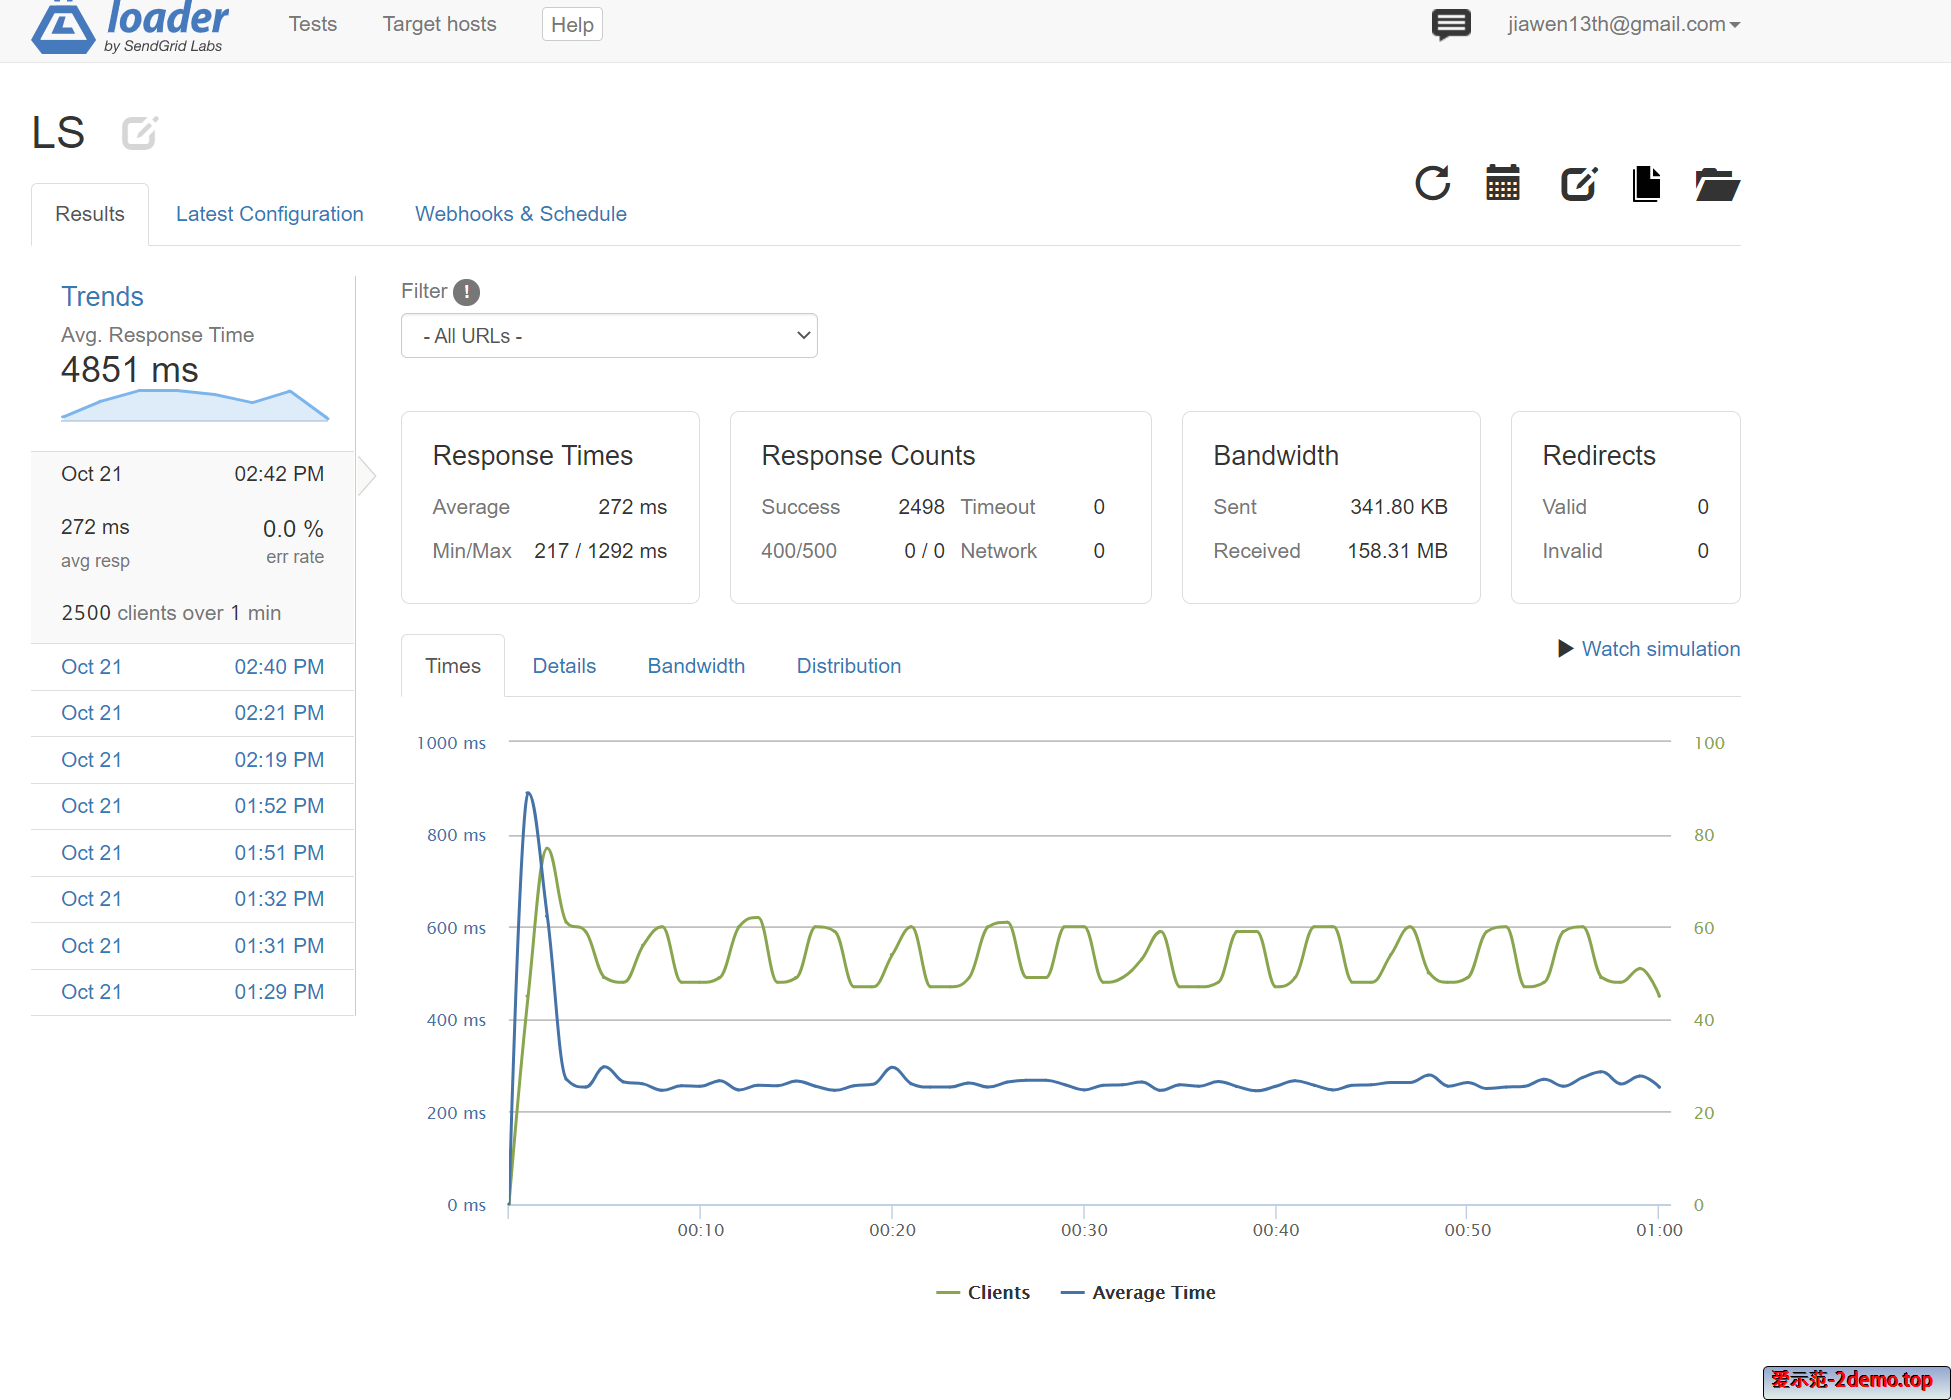 loader
by SendGrid Labs
Tests
Target hosts
Help
jiawen13th@gmail.com
LS
Results
Latest Configuration
Webhooks & Schedule
Trends
Avg. Response Time
4851 ms
Oct 21 02:42 PM
272 ms 0.0 %
avg resp err rate
2500 clients over 1 min
Oct 21 02:40 PM
Oct 21 02:21 PM
Oct 21 02:19 PM
Oct 21 01:52 PM
Oct 21 01:51 PM
Oct 21 01:32 PM
Oct 21 01:31 PM
Oct 21 01:29 PM
Filter !
- All URLs -
Response Times
Average 272 ms
Min/Max 217 / 1292 ms
Response Counts
Success 2498 Timeout 0
400/500 0 / 0 Network 0
Bandwidth
Sent 341.80 KB
Received 158.31 MB
Redirects
Valid 0
Invalid 0
Times
Details
Bandwidth
Distribution
Watch simulation
1000 ms 100
800 ms 80
600 ms 60
400 ms 40
200 ms 20
0 ms 0
00:10 00:20 00:30 00:40 00:50 01:00
Clients Average Time
爱示范-2demo.top